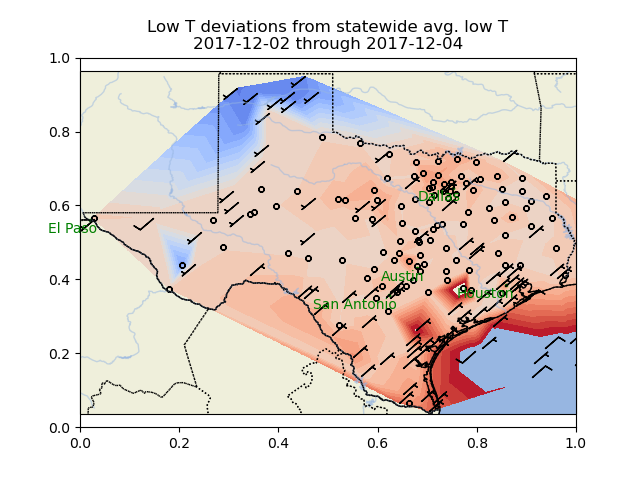 Low T deviations from statewide avg. low T
2017-12-02 through 2017-12-04
1.0
0.8
0.6
0.4
0.2
0.0
Dallas
El Paso
Austin
Houston
San Antonio
0.0 0.2 0.4 0.6 0.8 1.0